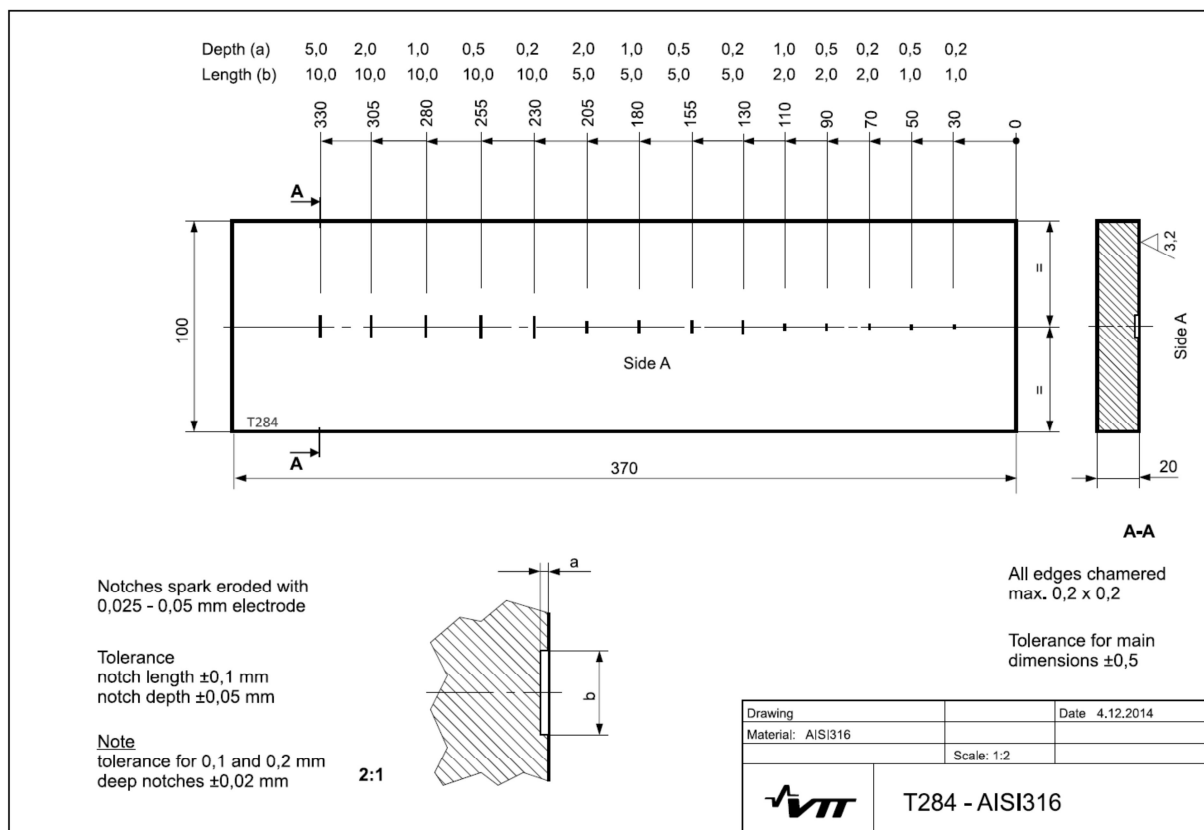 Depth (a) 5,0 2,0 1,0 0,5 0,2 2,0 1,0 0,5 0,2 1,0 0,5 0,2 0,5 0,2
Length (b) 10,0 10,0 10,0 10,0 10,0 5,0 5,0 5,0 5,0 2,0 2,0 2,0 1,0 1,0
330 305 280 255 230 205 180 155 130 110 90 70 50 30 0
A
100
=
=
3,2
Side A
Side A
T284
A
370
20
A-A
Notches spark eroded with
0,025 - 0,05 mm electrode
Tolerance
notch length ±0,1 mm
notch depth ±0,05 mm
Note
tolerance for 0,1 and 0,2 mm
deep notches ±0,02 mm
2:1
a
b
All edges chamered
max. 0,2 x 0,2
Tolerance for main
dimensions ±0,5
Drawing Date 4.12.2014
Material: AISI316
Scale: 1:2
VTT
T284 - AISI316